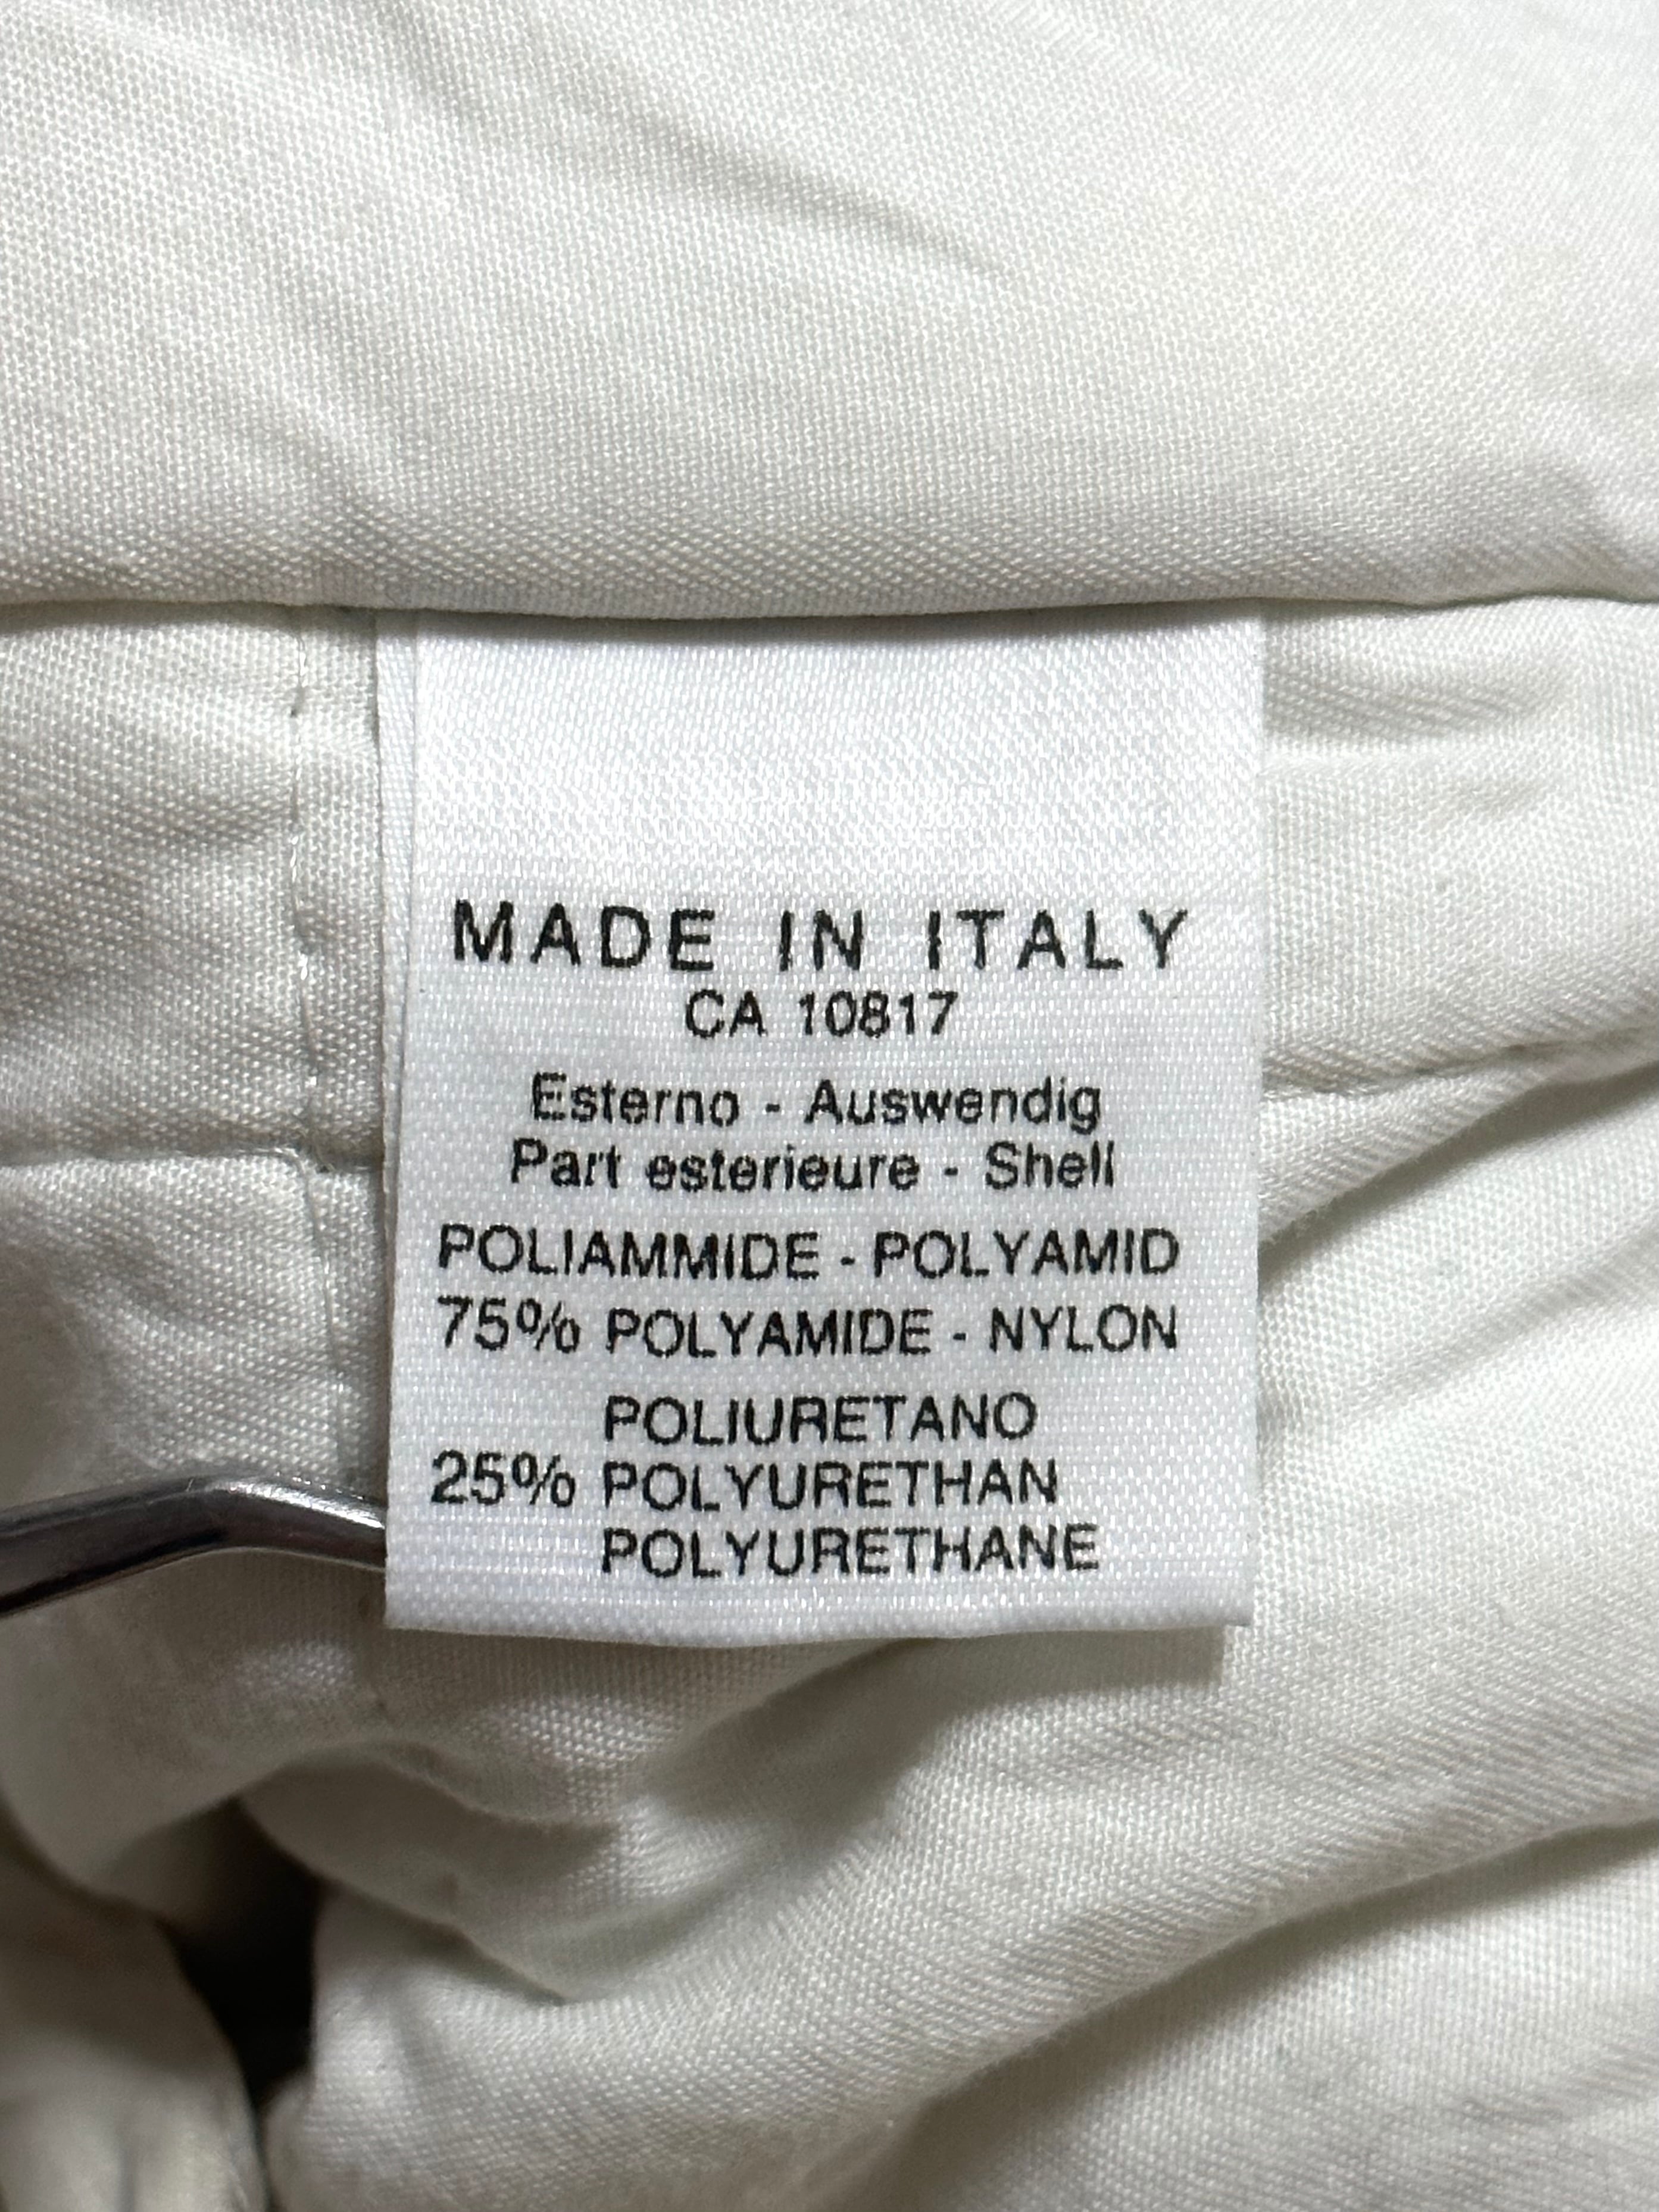 MADE IN ITALY
CA 10817
Esterno - Auswendig
Part esterieure - Shell
POLIAMMIDE - POLYAMID
75% POLYAMIDE - NYLON
POLIURETANO
25% POLYURETHAN
POLYURETHANE